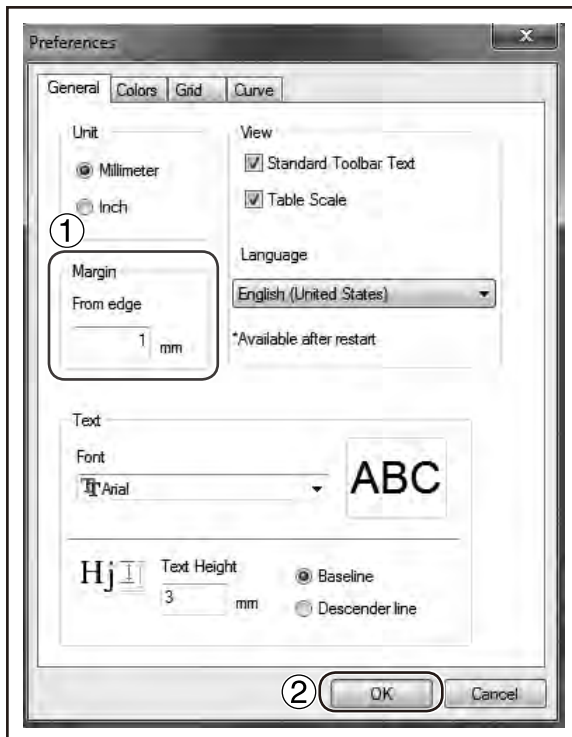 Preferences
x
General Colors Grid Curve
Unit
Millimeter
Inch
View
Standard Toolbar Text
Table Scale
①
Margin
From edge
1 mm
Language
English (United States)
*Available after restart
Text
Font
Arial
ABC
Hj
Text Height
3 mm
Baseline
Descender line
②
OK
Cancel